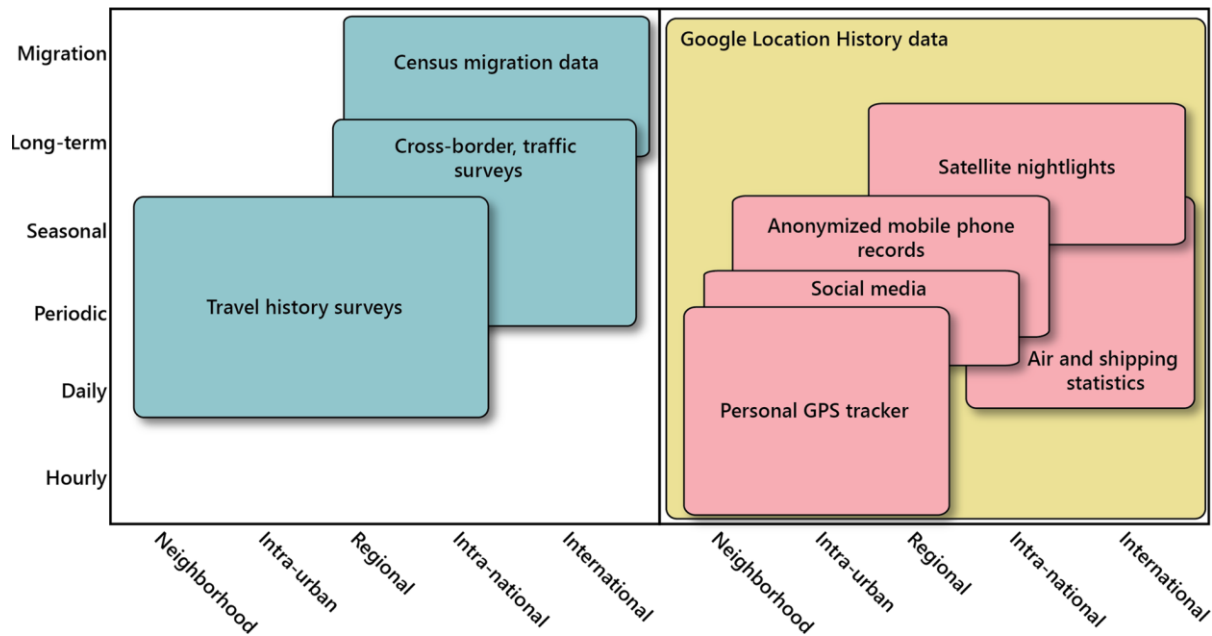 Migration
Long-term
Seasonal
Periodic
Daily
Hourly
Census migration data
Cross-border, traffic
surveys
Travel history surveys
Neighborhood
Intra-urban
Regional
Intra-national
International
Google Location History data
Satellite nightlights
Anonymized mobile phone
records
Social media
Air and shipping
statistics
Personal GPS tracker
Neighborhood
Intra-urban
Regional
Intra-national
International